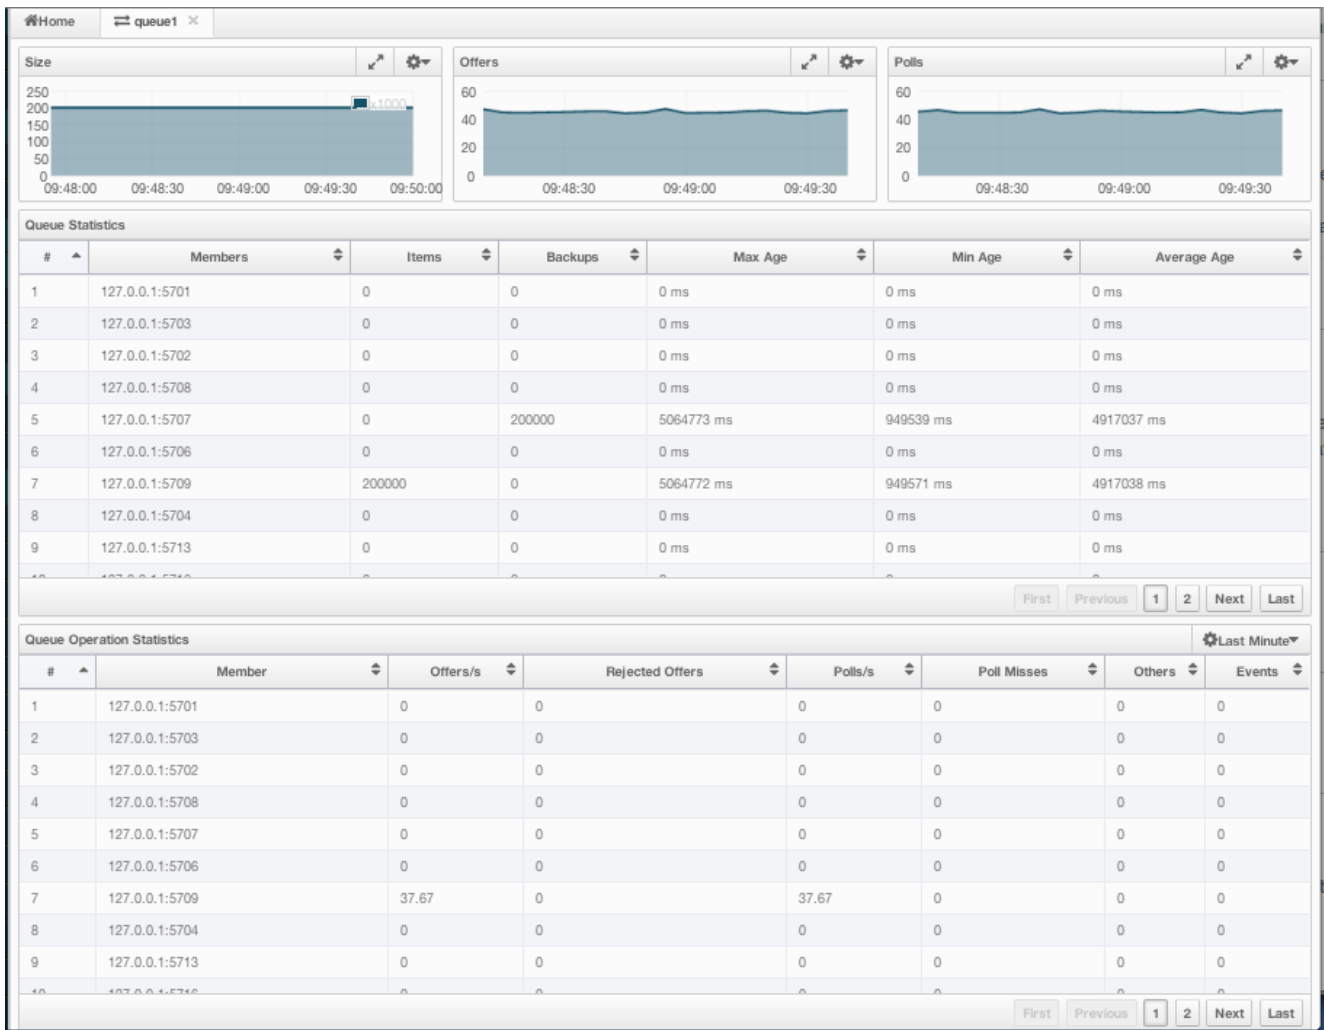 Home queue1
Size Offers Polls
250 60 60
200 x1000
150 40 40
100
50 20 20
0 0 0
09:48:00 09:48:30 09:49:00 09:49:30 09:50:00 09:48:30 09:49:00 09:49:30 09:48:30 09:49:00 09:49:30
Queue Statistics
# Members Items Backups Max Age Min Age Average Age
1 127.0.0.1:5701 0 0 0 ms 0 ms 0 ms
2 127.0.0.1:5703 0 0 0 ms 0 ms 0 ms
3 127.0.0.1:5702 0 0 0 ms 0 ms 0 ms
4 127.0.0.1:5708 0 0 0 ms 0 ms 0 ms
5 127.0.0.1:5707 0 200000 5064773 ms 949539 ms 4917037 ms
6 127.0.0.1:5706 0 0 0 ms 0 ms 0 ms
7 127.0.0.1:5709 200000 0 5064772 ms 949571 ms 4917038 ms
8 127.0.0.1:5704 0 0 0 ms 0 ms 0 ms
9 127.0.0.1:5713 0 0 0 ms 0 ms 0 ms
First Previous 1 2 Next Last
Queue Operation Statistics Last Minute
# Member Offers/s Rejected Offers Polls/s Poll Misses Others Events
1 127.0.0.1:5701 0 0 0 0 0 0
2 127.0.0.1:5703 0 0 0 0 0 0
3 127.0.0.1:5702 0 0 0 0 0 0
4 127.0.0.1:5708 0 0 0 0 0 0
5 127.0.0.1:5707 0 0 0 0 0 0
6 127.0.0.1:5706 0 0 0 0 0 0
7 127.0.0.1:5709 37.67 0 37.67 0 0 0
8 127.0.0.1:5704 0 0 0 0 0 0
9 127.0.0.1:5713 0 0 0 0 0 0
First Previous 1 2 Next Last